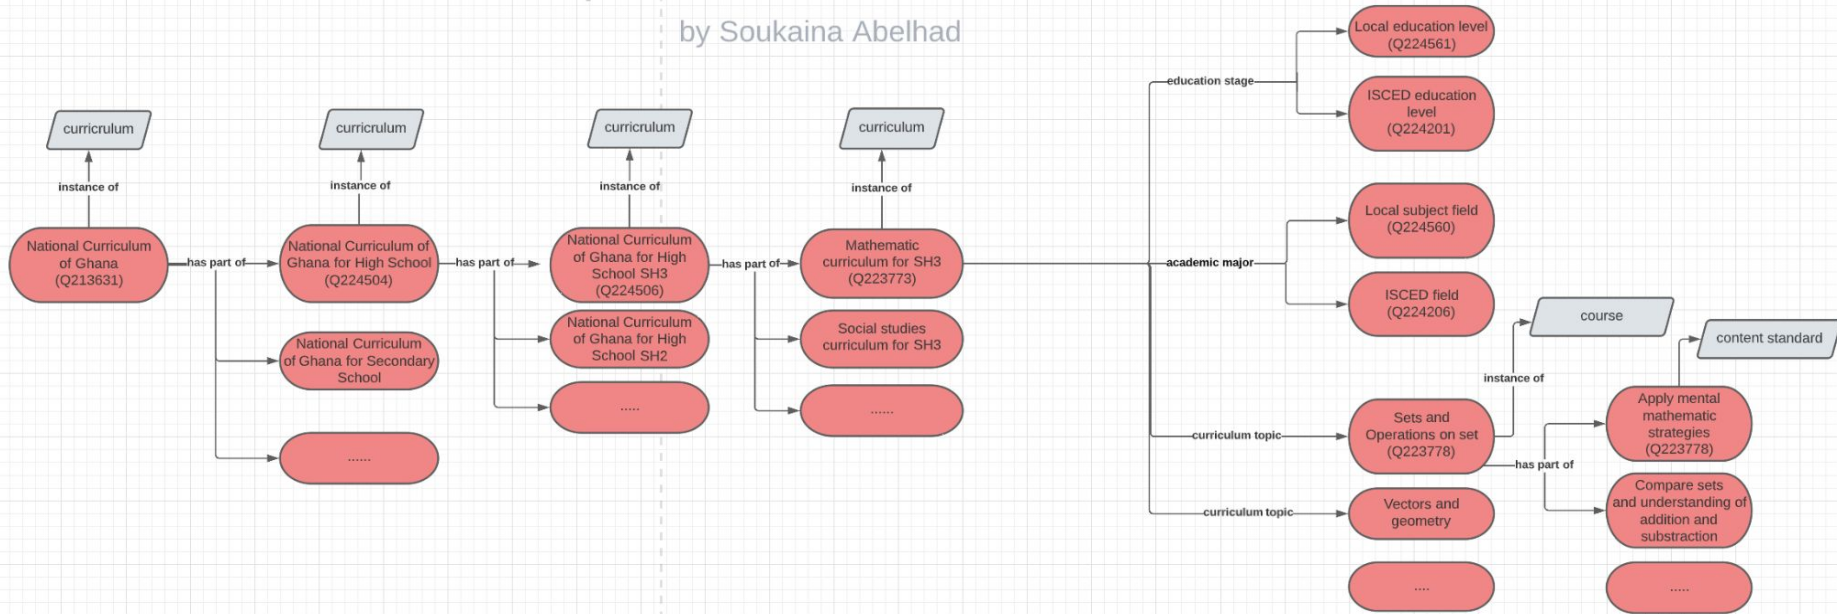 by Soukaina Abelhad
curricrulum
curricrulum
curricrulum
curriculum
instance of
instance of
instance of
instance of
National Curriculum
of Ghana
(Q213631)
has part of
National Curriculum of
Ghana for High School
(Q224504)
National Curriculum
of Ghana for Secondary
School
......
has part of
National Curriculum
of Ghana for High
School SH3
(Q224506)
National Curriculum
of Ghana for High
School SH2
.....
has part of
Mathematic
curriculum for SH3
(Q223773)
Social studies
curriculum for SH3
......
education stage
Local education level
(Q224561)
ISCED education
level
(Q224201)
academic major
Local subject field
(Q224560)
ISCED field
(Q224206)
curriculum topic
Sets and
Operations on set
(Q223778)
curriculum topic
Vectors and
geometry
....
instance of
course
has part of
content standard
Apply mental
mathematic
strategies
(Q223778)
Compare sets
and understanding of
addition and
substraction
.....